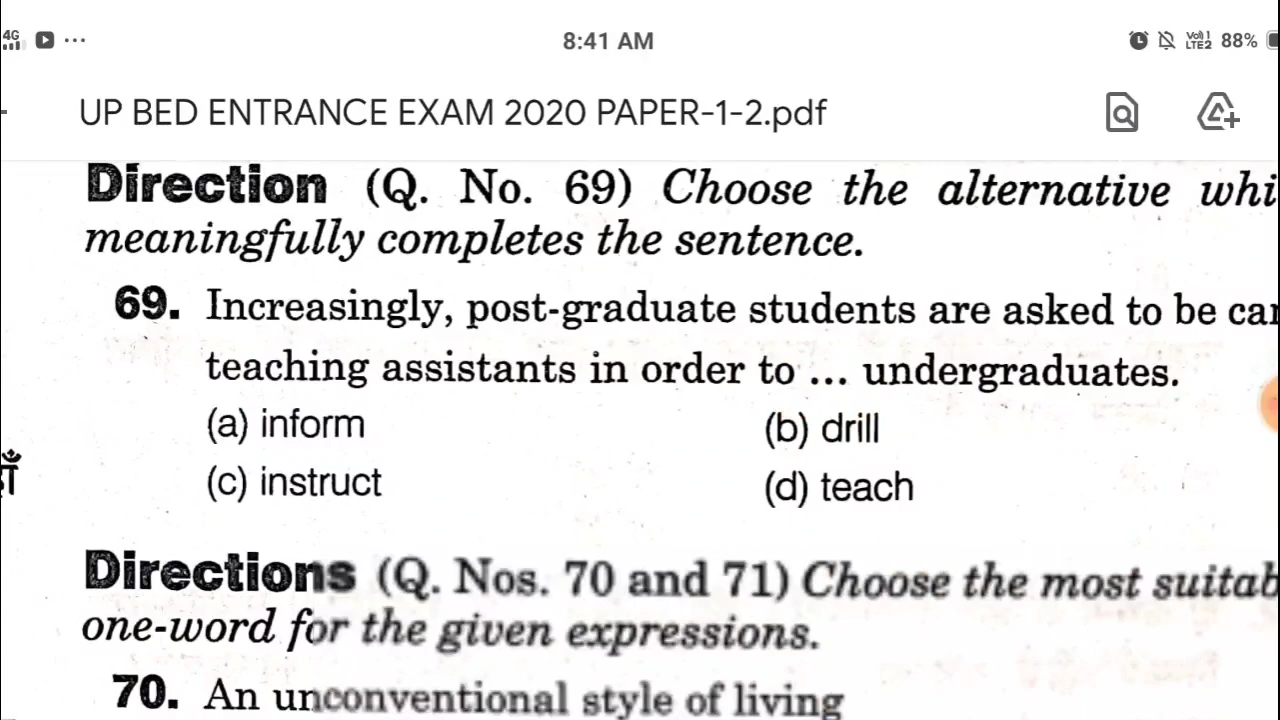 4G ... 8:41 AM Vo)) 1 LTE2 88%
UP BED ENTRANCE EXAM 2020 PAPER-1-2.pdf
Direction (Q. No. 69) Choose the alternative whi
meaningfully completes the sentence.
69. Increasingly, post-graduate students are asked to be
teaching assistants in order to ... undergraduates.
(a) inform (b) drill
(c) instruct (d) teach
Directions (Q. Nos. 70 and 71) Choose the most suitab
one-word for the given expressions.
70. An unconventional style of living